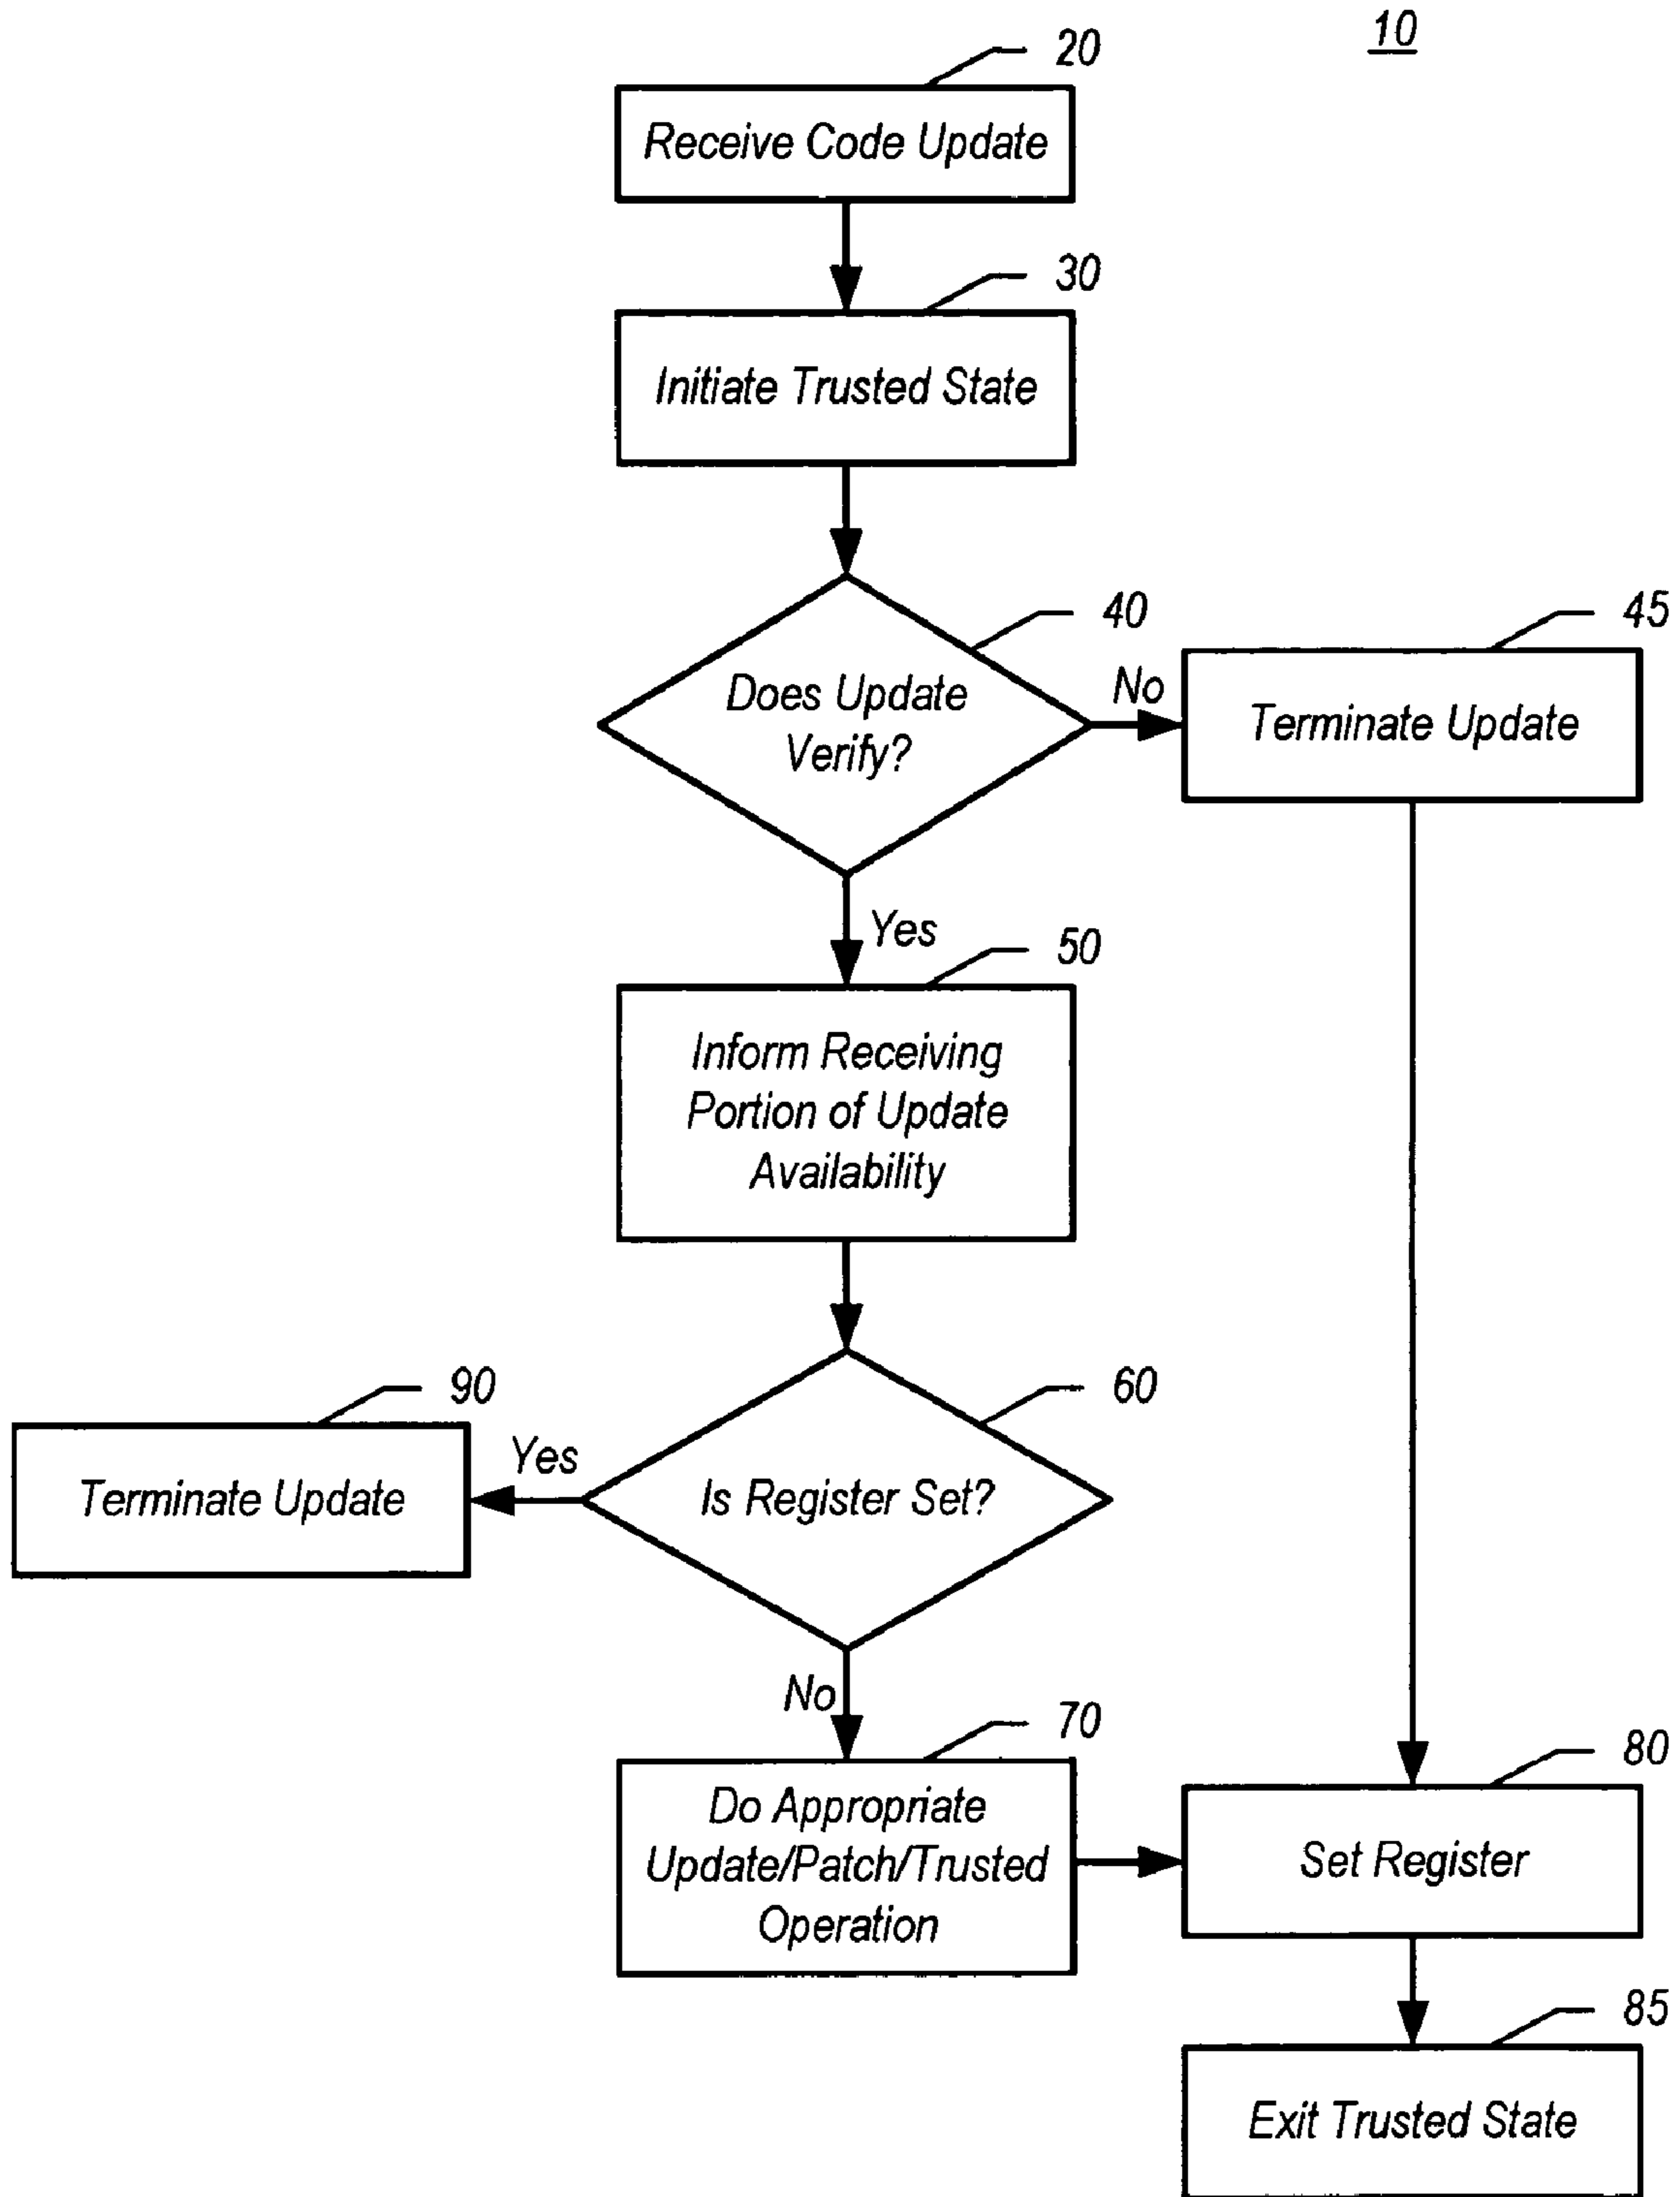 10
20
Receive Code Update
30
Initiate Trusted State
40
Does Update
Verify?
No
45
Terminate Update
Yes
50
Inform Receiving
Portion of Update
Availability
60
Is Register Set?
Yes
90
Terminate Update
No
70
Do Appropriate
Update/Patch/Trusted
Operation
80
Set Register
85
Exit Trusted State